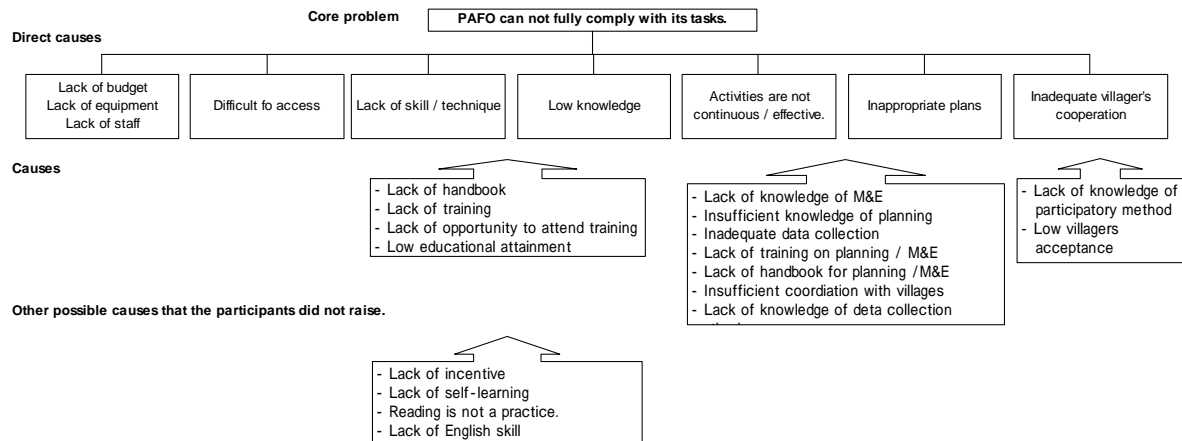 Core problem
PAFO can not fully comply with its tasks.
Direct causes
Lack of budget
Lack of equipment
Lack of staff
Difficult fo access
Lack of skill / technique
Low knowledge
Activities are not
continuous / effective.
Inappropriate plans
Inadequate villager's
cooperation
Causes
- Lack of handbook
- Lack of training
- Lack of opportunity to attend training
- Low educational attainment
- Lack of knowledge of M&E
- Insufficient knowledge of planning
- Inadequate data collection
- Lack of training on planning / M&E
- Lack of handbook for planning /M&E
- Insufficient coordiation with villages
- Lack of knowledge of deta collection
- Lack of knowledge of
participatory method
- Low villagers
acceptance
Other possible causes that the participants did not raise.
- Lack of incentive
- Lack of self-learning
- Reading is not a practice.
- Lack of English skill